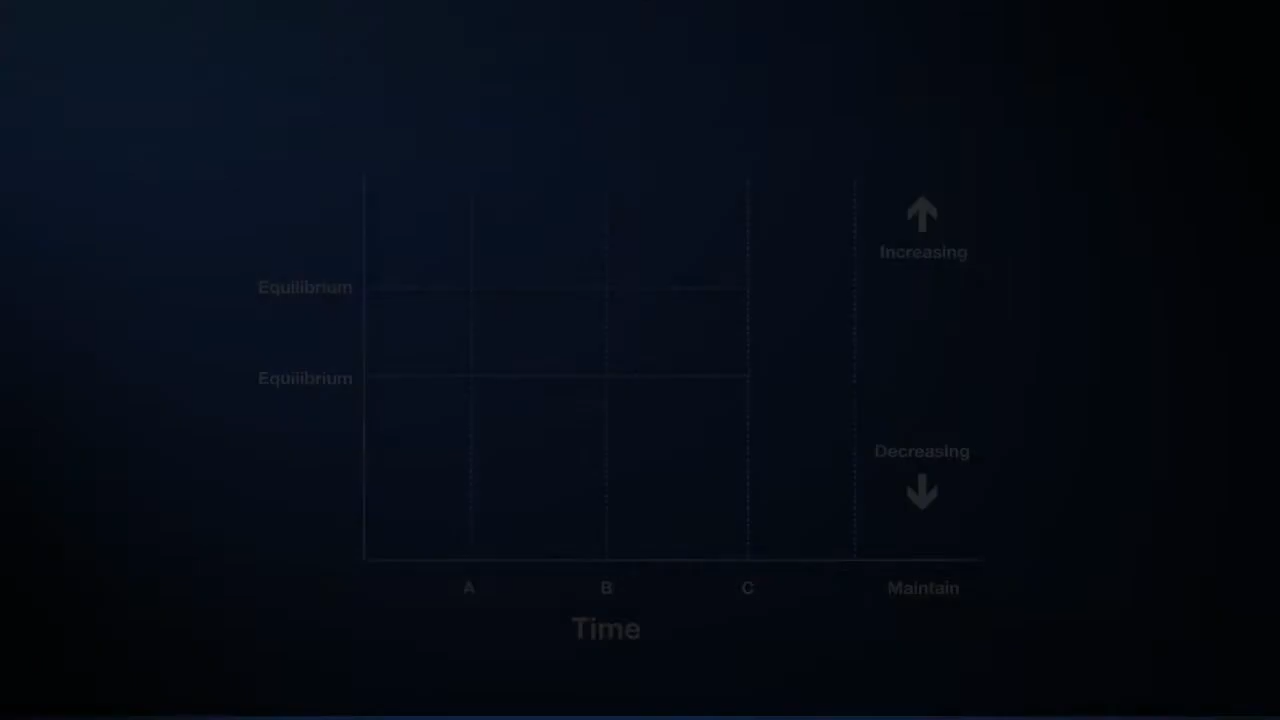 Increasing
Equilibrium
Equilibrium
Decreasing
A B C Maintain
Time